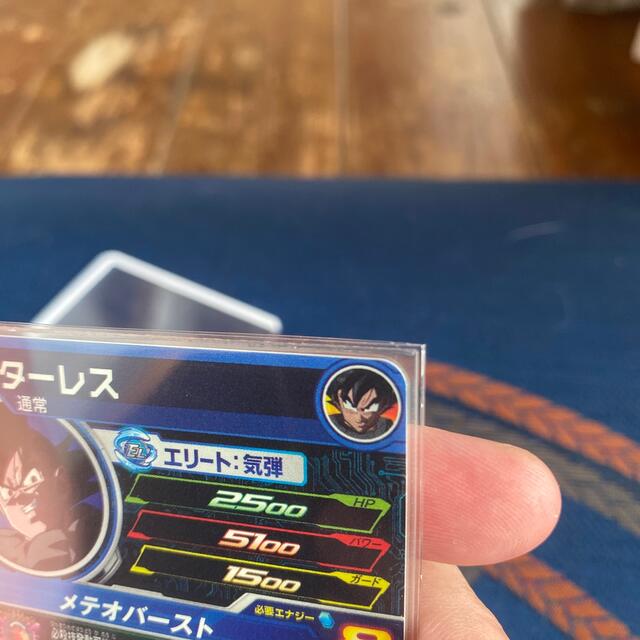 ターレス
通常
EL エリート:気弾
2500 HP
5100 パワー
1500 ガード
メテオバースト
必要エナジー